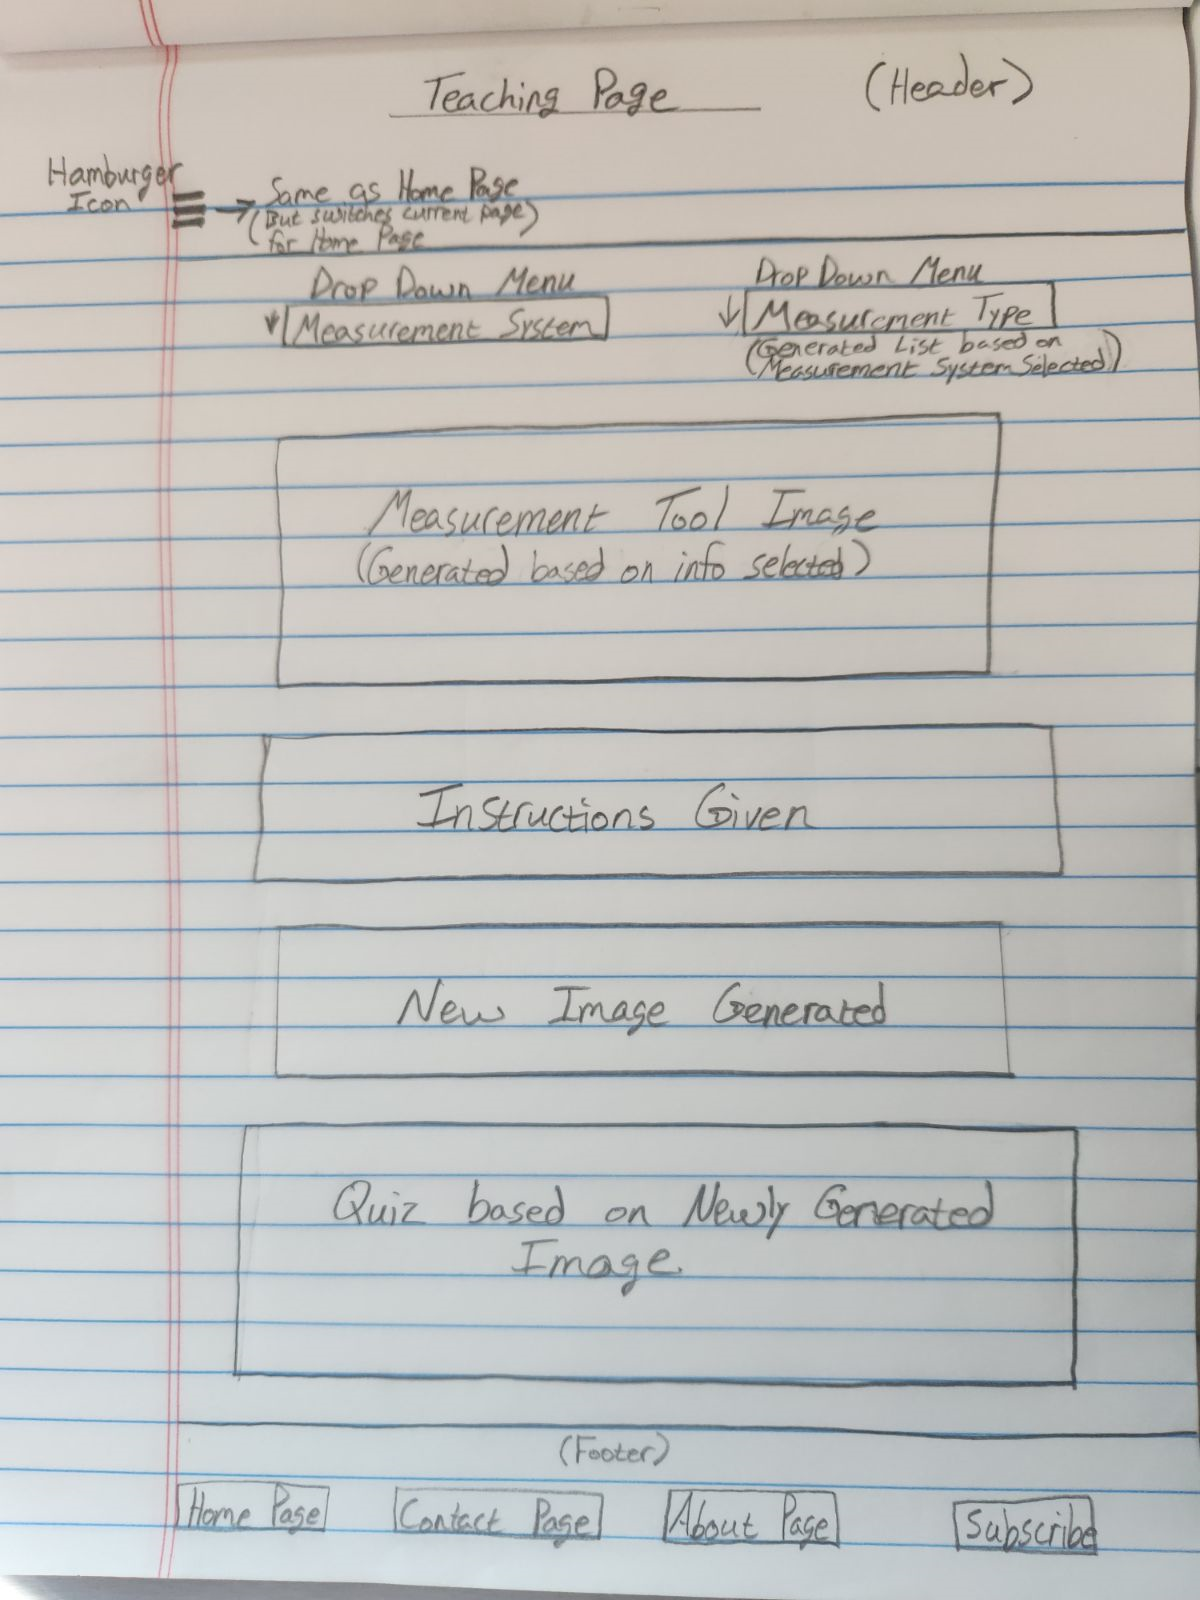 Teaching Page (Header)
Hamburger
Icon
Same as Home Page
(But switches current page)
for Home Page
Drop Down Menu
Measurement System
Drop Down Menu
Measurement Type
(Generated List based on
Measurement System Selected)
Measurement Tool Image
(Generated based on info selected)
Instructions Given
New Image Generated
Quiz based on Newly Generated
Image.
(Footer)
Home Page Contact Page About Page Subscribe